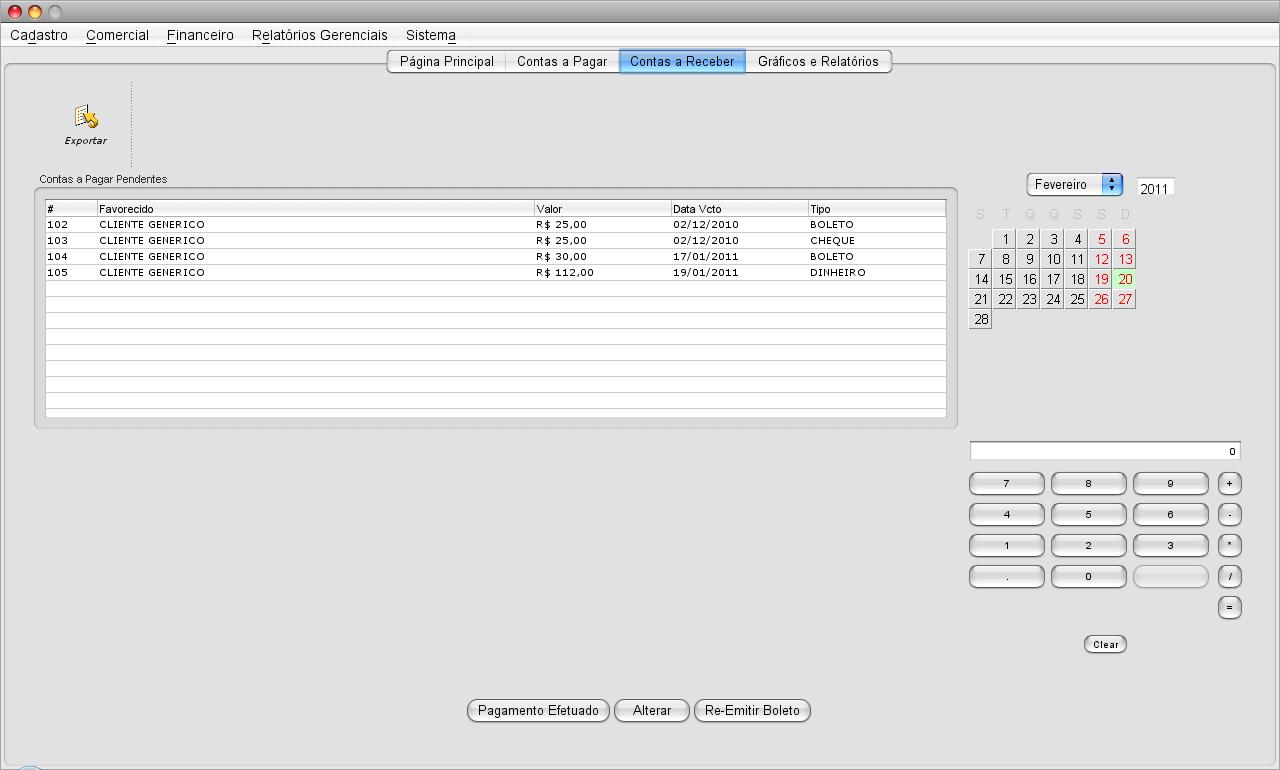 Cadastro Comercial Financeiro Relatórios Gerenciais Sistema
Página Principal Contas a Pagar Contas a Receber Gráficos e Relatórios
Exportar
Contas a Pagar Pendentes
# Favorecido Valor Data Vcto Tipo
102 CLIENTE GENERICO R$ 25,00 02/12/2010 BOLETO
103 CLIENTE GENERICO R$ 25,00 02/12/2010 CHEQUE
104 CLIENTE GENERICO R$ 30,00 17/01/2011 BOLETO
105 CLIENTE GENERICO R$ 112,00 19/01/2011 DINHEIRO
Fevereiro 2011
S T Q Q S S D
1 2 3 4 5 6
7 8 9 10 11 12 13
14 15 16 17 18 19 20
21 22 23 24 25 26 27
28
0
7 8 9 +
4 5 6 -
1 2 3 *
. 0 /
=
Clear
Pagamento Efetuado Alterar Re-Emitir Boleto